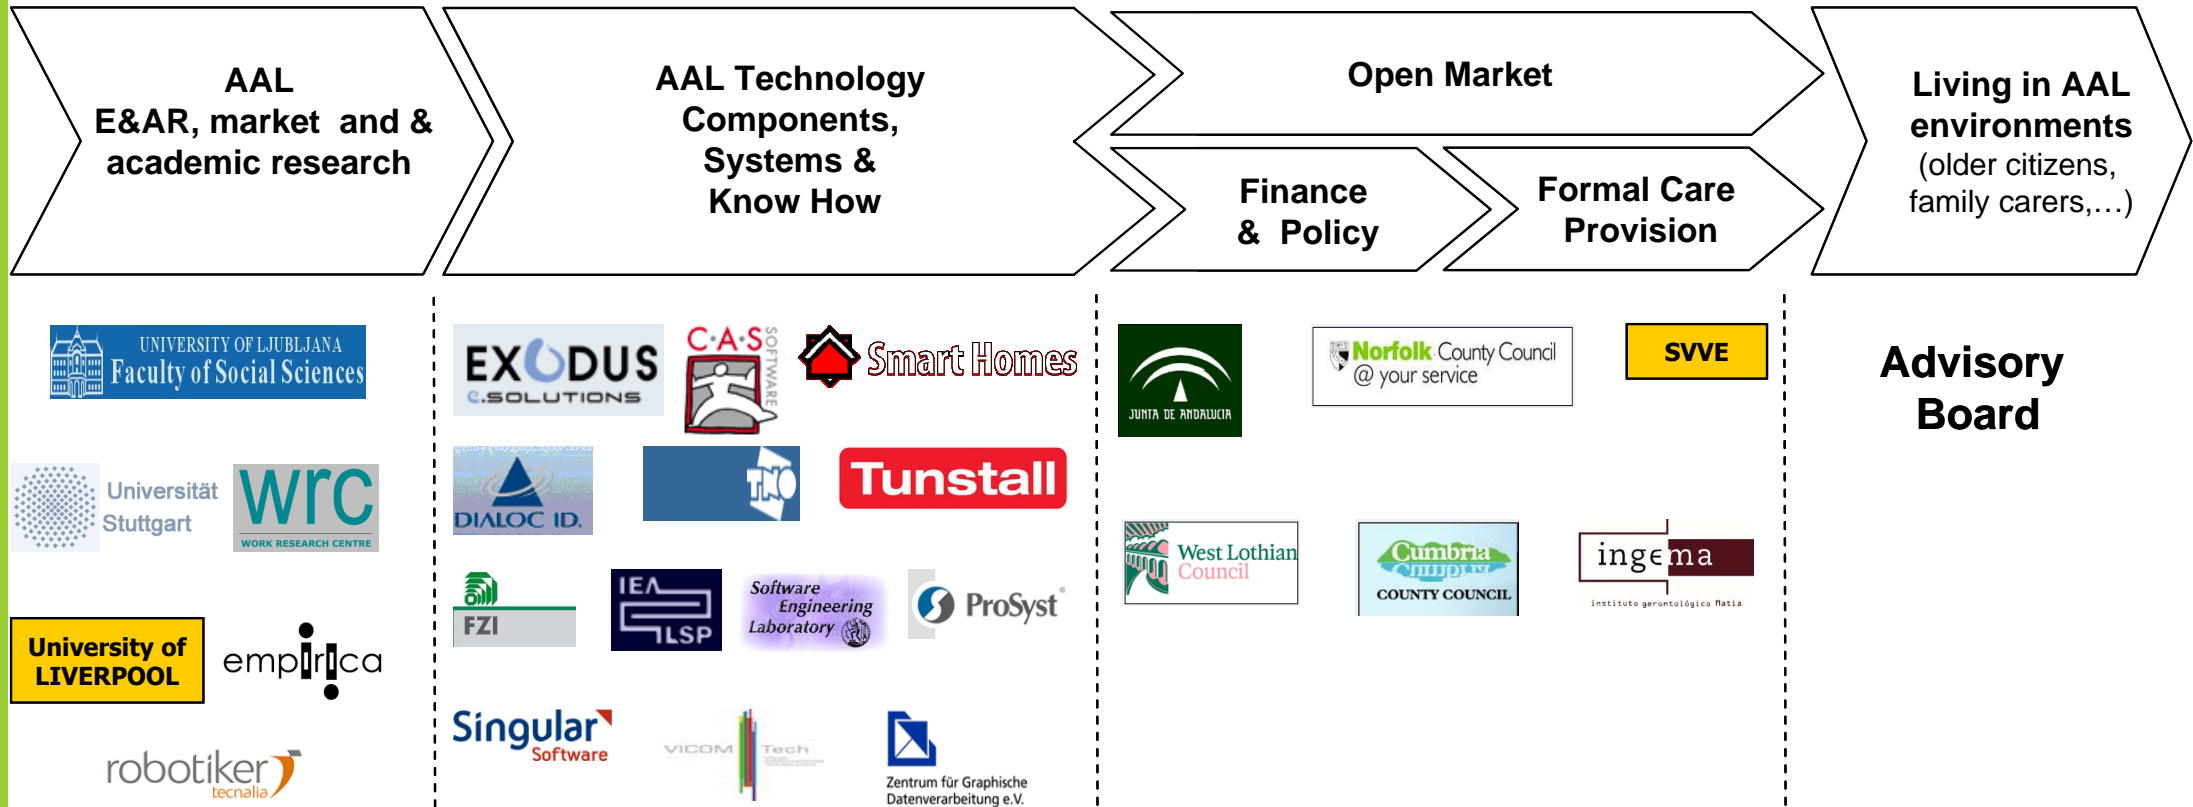 AAL
E&AR, market and &
academic research
AAL Technology
Components,
Systems &
Know How
Open Market
Finance
& Policy
Formal Care
Provision
Living in AAL
environments
(older citizens,
family carers,...)
UNIVERSITY OF LJUBLJANA
Faculty of Social Sciences
Universität
Stuttgart
wrc
WORK RESEARCH CENTRE
University of
LIVERPOOL
empirica
robotiker
tecnalia
EXODUS
e.SOLUTIONS
C·A·S
SOFTWARE
Smart Homes
DIALOC ID.
TNO
Tunstall
FZI
ΙΕΛ
ILSP
Software
Engineering
Laboratory
ProSyst
Singular
Software
VICOM Tech
Zentrum für Graphische
Datenverarbeitung e.V.
JUNTA DE ANDALUCIA
Norfolk County Council
@ your service
SVVE
West Lothian
Council
Cumbria
COUNTY COUNCIL
ingema
instituto gerontológico Matia
Advisory
Board